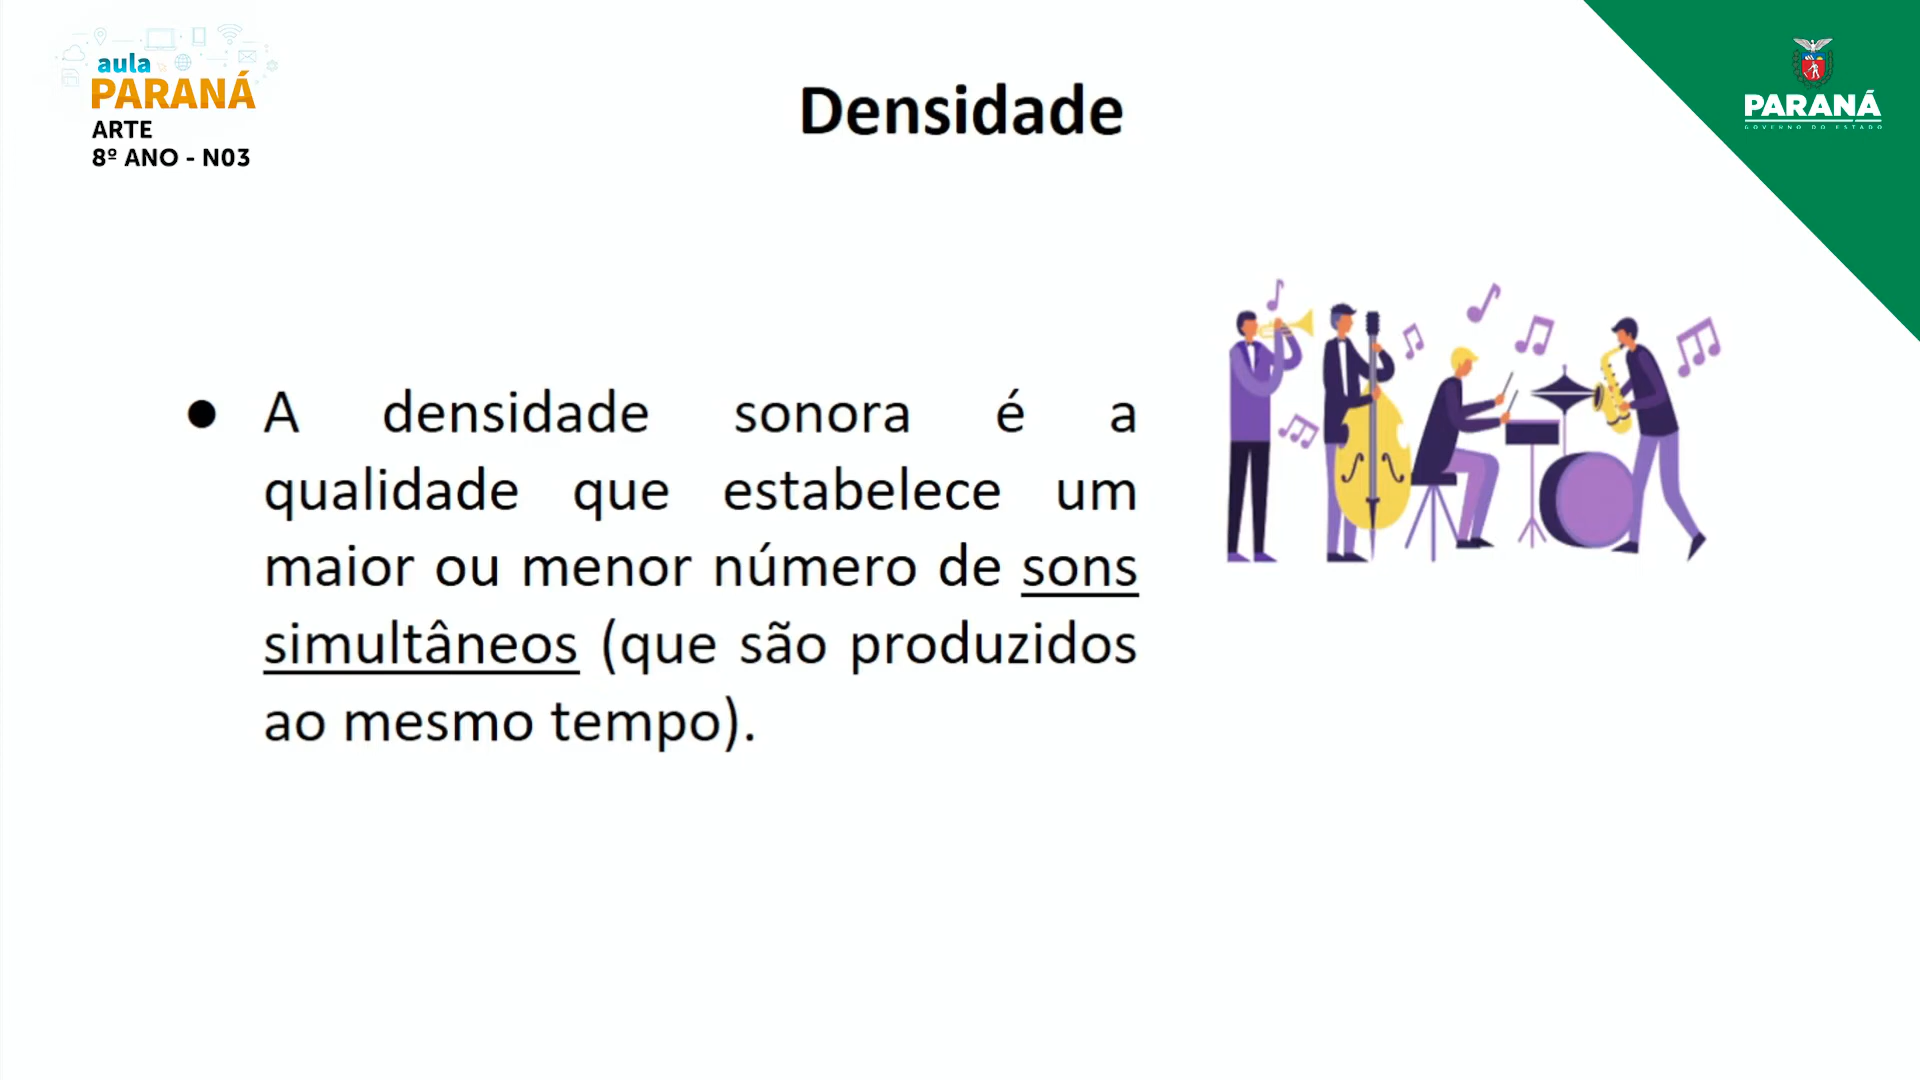 aula
PARANÁ
ARTE
8º ANO - N03
Densidade
PARANÁ
GOVERNO DO ESTADO
● A densidade sonora é a
qualidade que estabelece um
maior ou menor número de sons
simultâneos (que são produzidos
ao mesmo tempo).